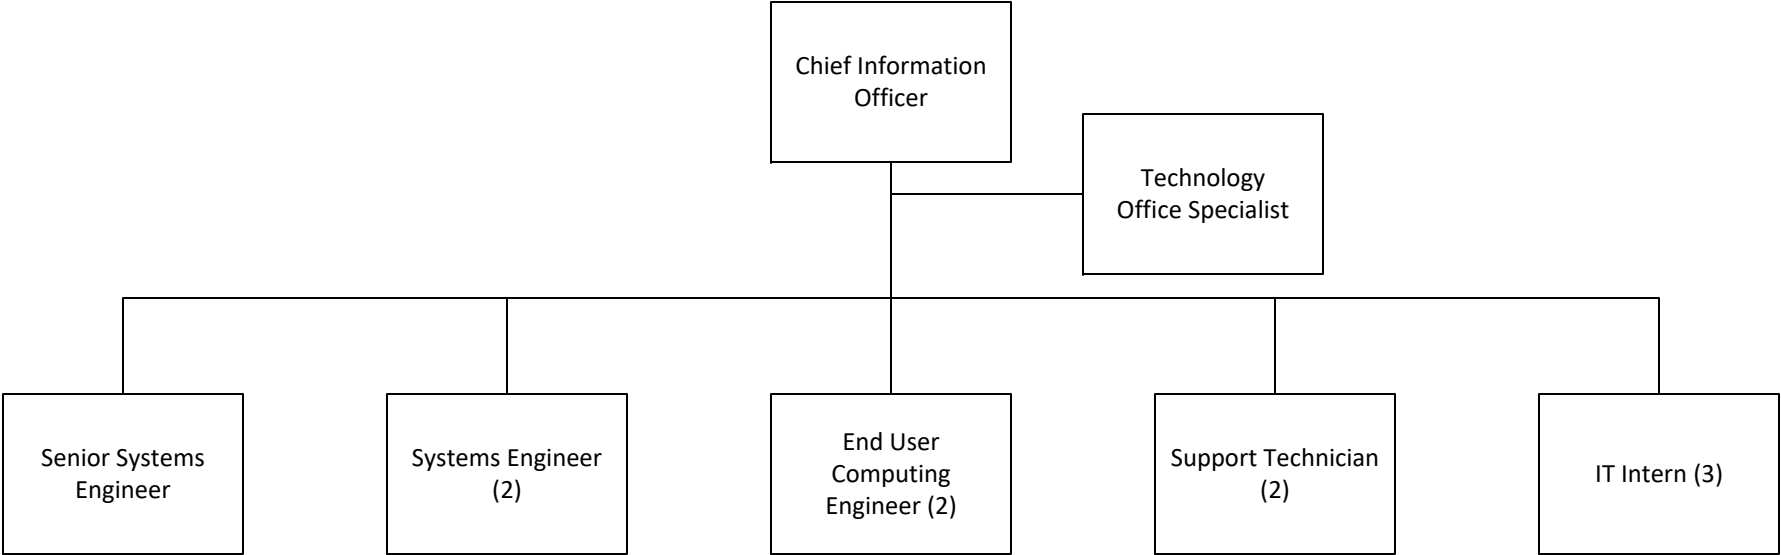 Chief Information
Officer
Technology
Office Specialist
Senior Systems
Engineer
Systems Engineer
(2)
End User
Computing
Engineer (2)
Support Technician
(2)
IT Intern (3)